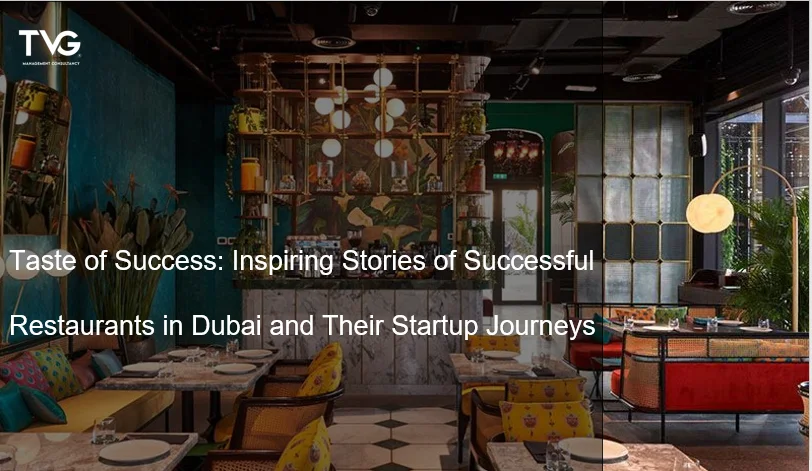 TVG
MANAGEMENT CONSULTANCY
Taste of Success: Inspiring Stories of Successful
Restaurants in Dubai and Their Startup Journeys